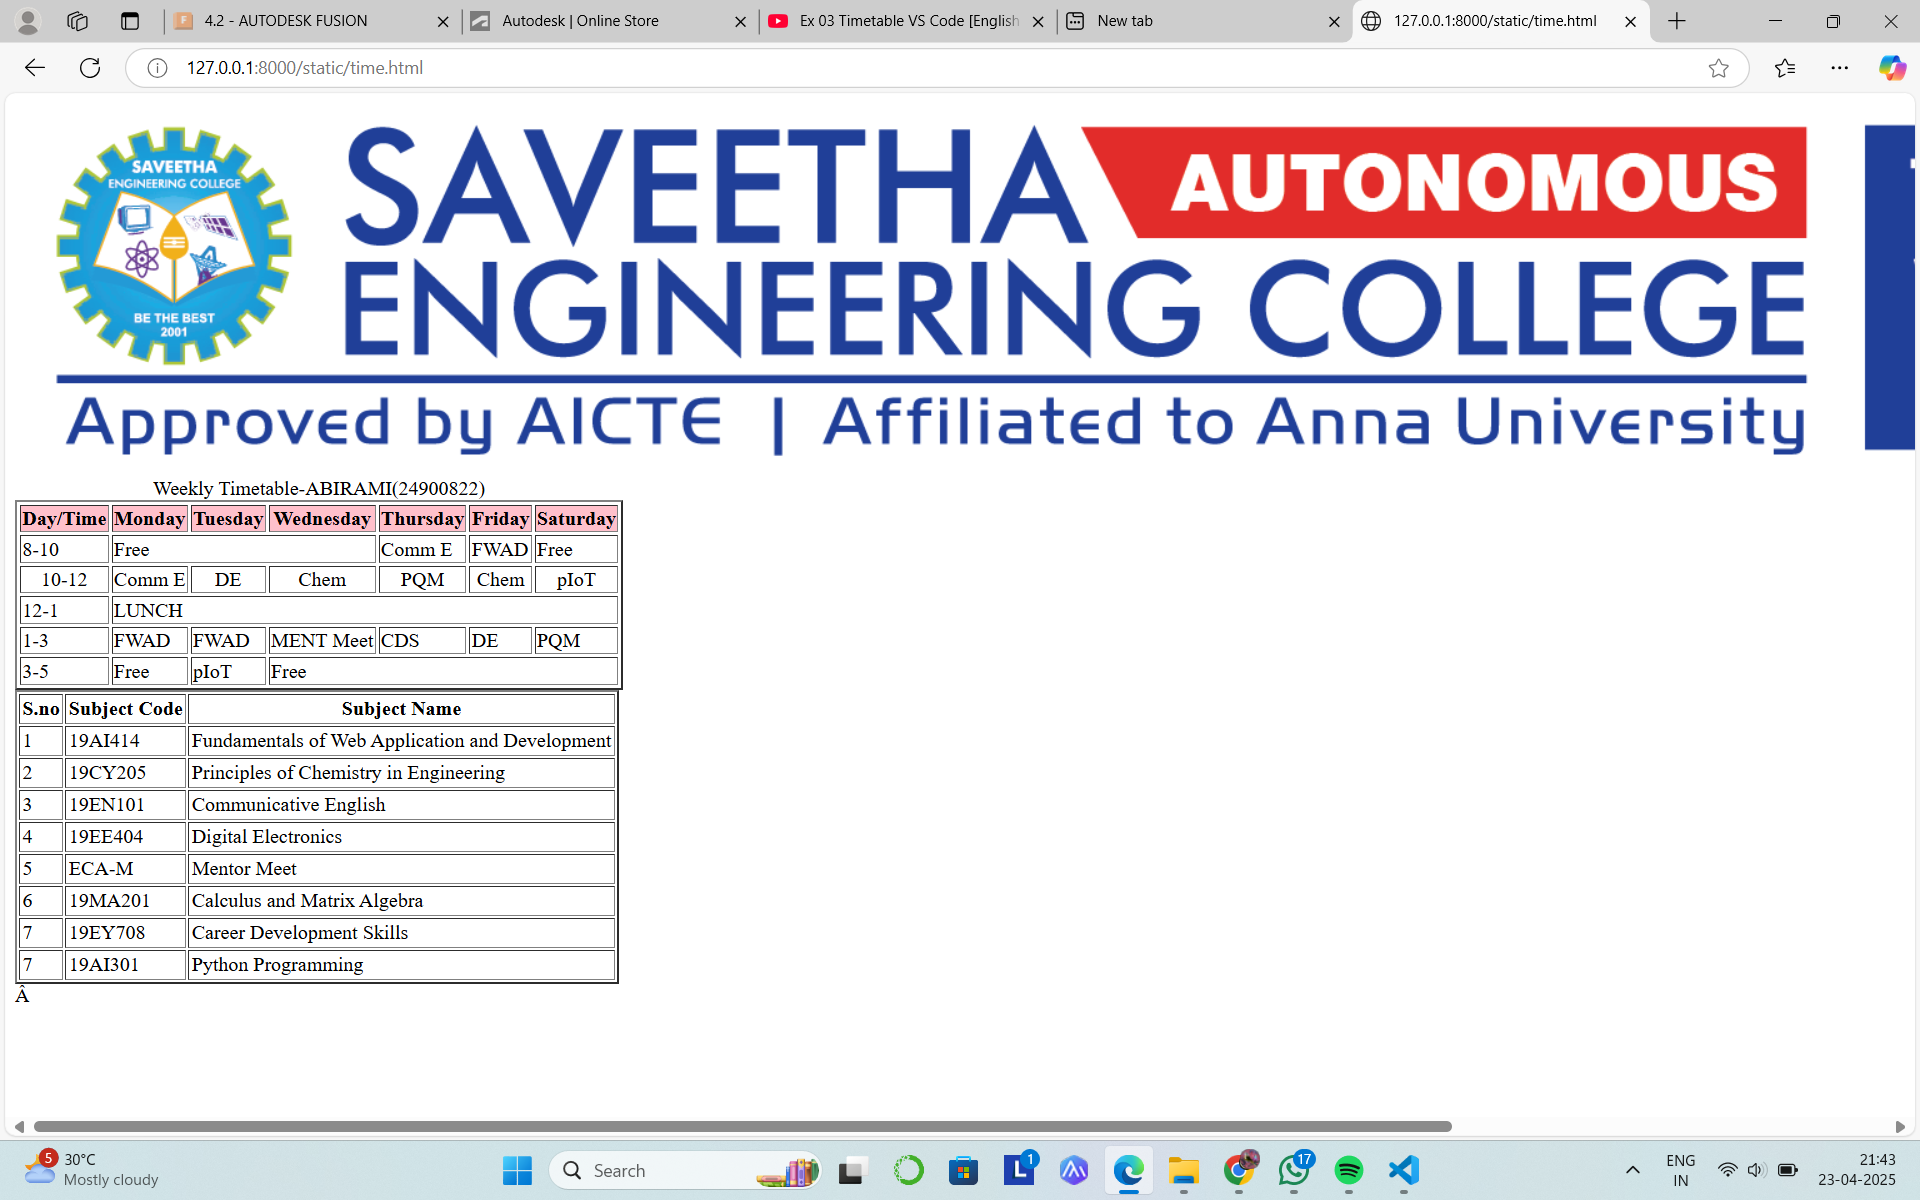 4.2 - AUTODESK FUSION
Autodesk | Online Store
Ex 03 Timetable VS Code [English
New tab
127.0.0.1:8000/static/time.html
127.0.0.1:8000/static/time.html
SAVEETHA
ENGINEERING COLLEGE
BE THE BEST
2001
SAVEETHA
AUTONOMOUS
ENGINEERING COLLEGE
Approved by AICTE | Affiliated to Anna University
Weekly Timetable-ABIRAMI(24900822)
Day/Time Monday Tuesday Wednesday Thursday Friday Saturday
8-10 Free Comm E FWAD Free
10-12 Comm E DE Chem PQM Chem pIoT
12-1 LUNCH
1-3 FWAD FWAD MENT Meet CDS DE PQM
3-5 Free pIoT Free
S.no Subject Code Subject Name
1 19AI414 Fundamentals of Web Application and Development
2 19CY205 Principles of Chemistry in Engineering
3 19EN101 Communicative English
4 19EE404 Digital Electronics
5 ECA-M Mentor Meet
6 19MA201 Calculus and Matrix Algebra
7 19EY708 Career Development Skills
7 19AI301 Python Programming
Â
5
30°C
Mostly cloudy
Search
L 1
17
ENG
IN
21:43
23-04-2025